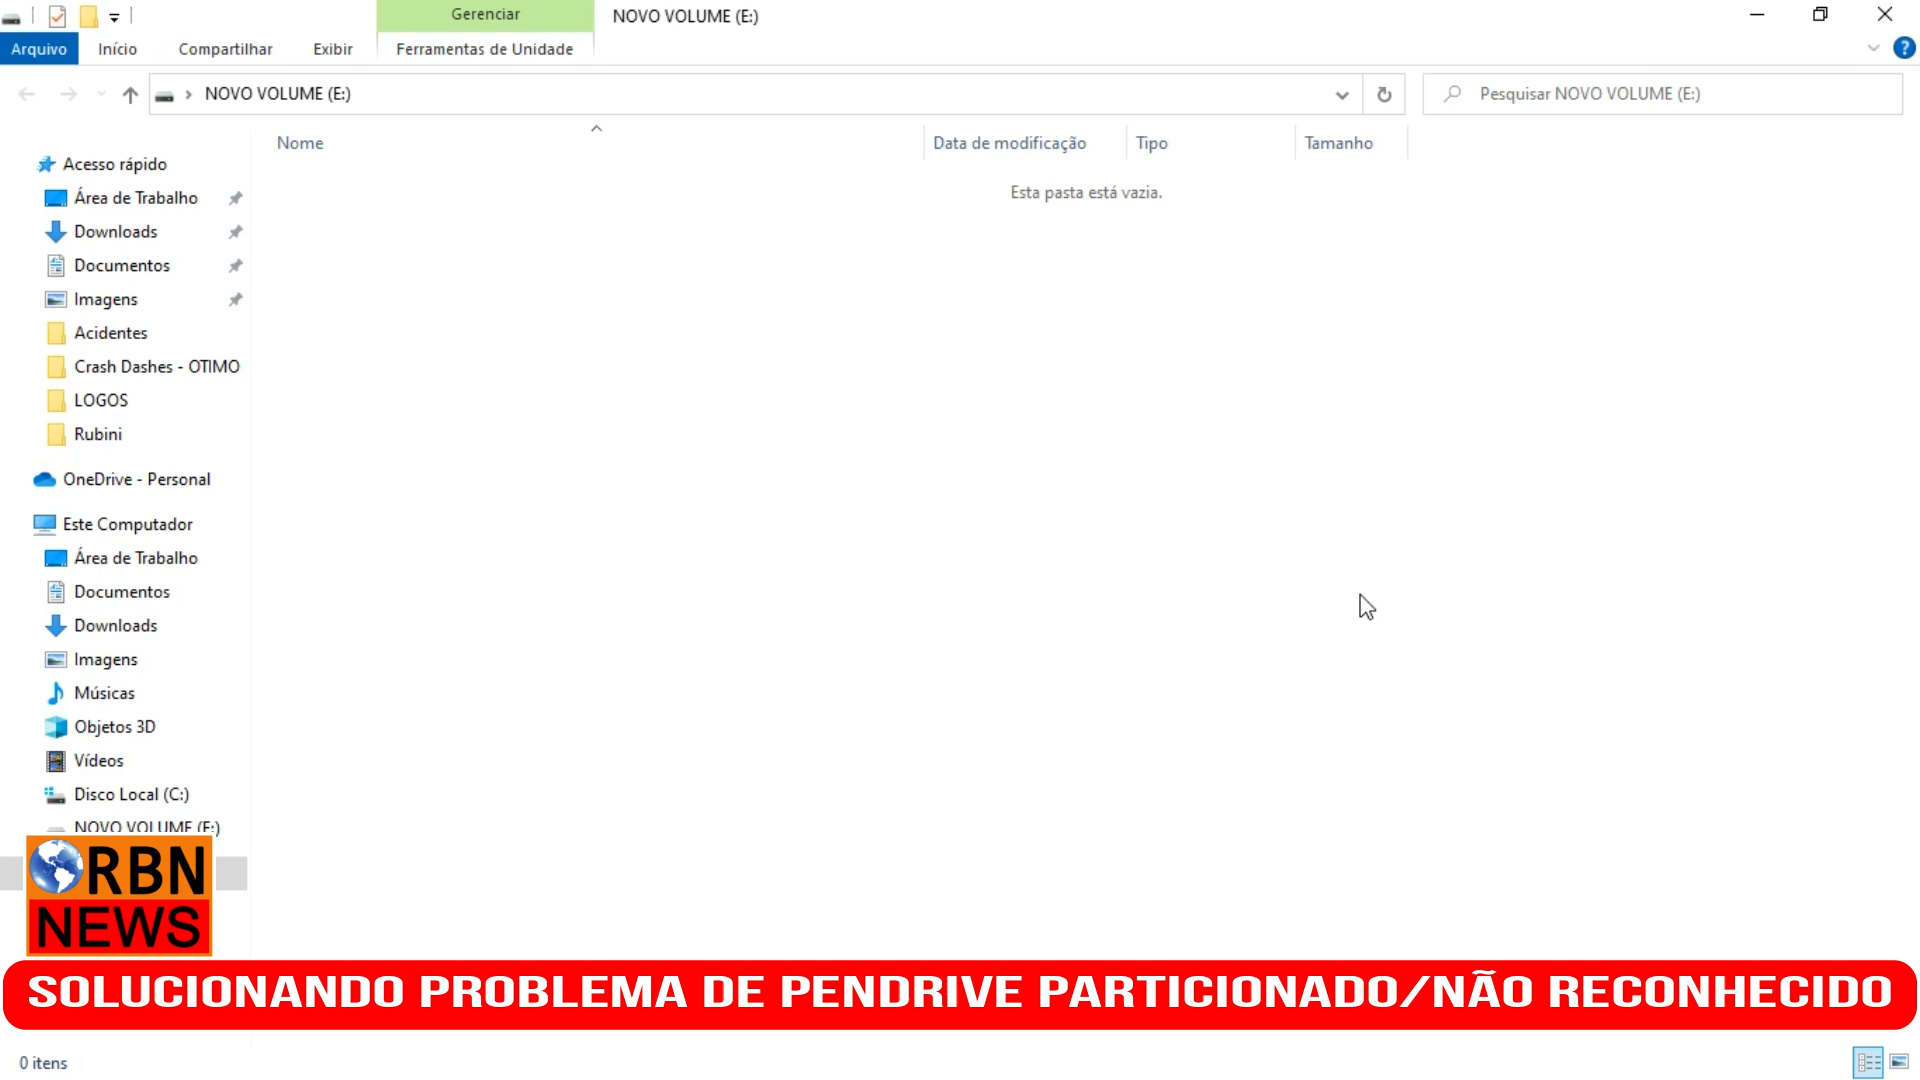 Gerenciar
NOVO VOLUME (E:)
Arquivo
Início
Compartilhar
Exibir
Ferramentas de Unidade
?
NOVO VOLUME (E:)
Pesquisar NOVO VOLUME (E:)
Nome
Data de modificação
Tipo
Tamanho
Esta pasta está vazia.
Acesso rápido
Área de Trabalho
Downloads
Documentos
Imagens
Acidentes
Crash Dashes - OTIMO
LOGOS
Rubini
OneDrive - Personal
Este Computador
Área de Trabalho
Documentos
Downloads
Imagens
Músicas
Objetos 3D
Vídeos
Disco Local (C:)
NOVO VOLUME (E:)
RBN
NEWS
SOLUCIONANDO PROBLEMA DE PENDRIVE PARTICIONADO/NÃO RECONHECIDO
0 itens